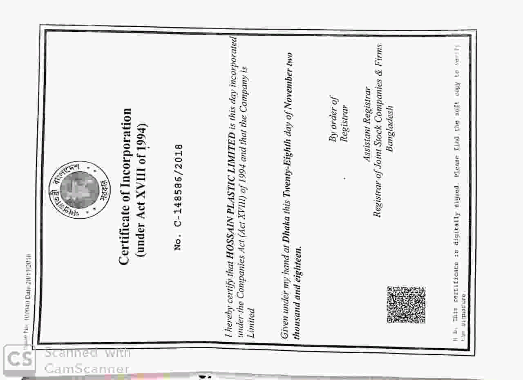 Certificate of Incorporation
(under Act XVIII of 1994)
No. C-148586/2018
I hereby certify that HOSSAIN PLASTIC LIMITED is this day incorporated
under the Companies Act (Act XVIII) of 1994 and that the Company is
Limited
Given under my hand at Dhaka this Twenty-Eighth day of November two
thousand and eighteen.
By order of
Registrar
Assistant Registrar
Registrar of Joint Stock Companies & Firms
Bangladesh
N.B. This certificate is digitally signed. Please find the soft copy to verify
the signature
CS Scanned with
CamScanner